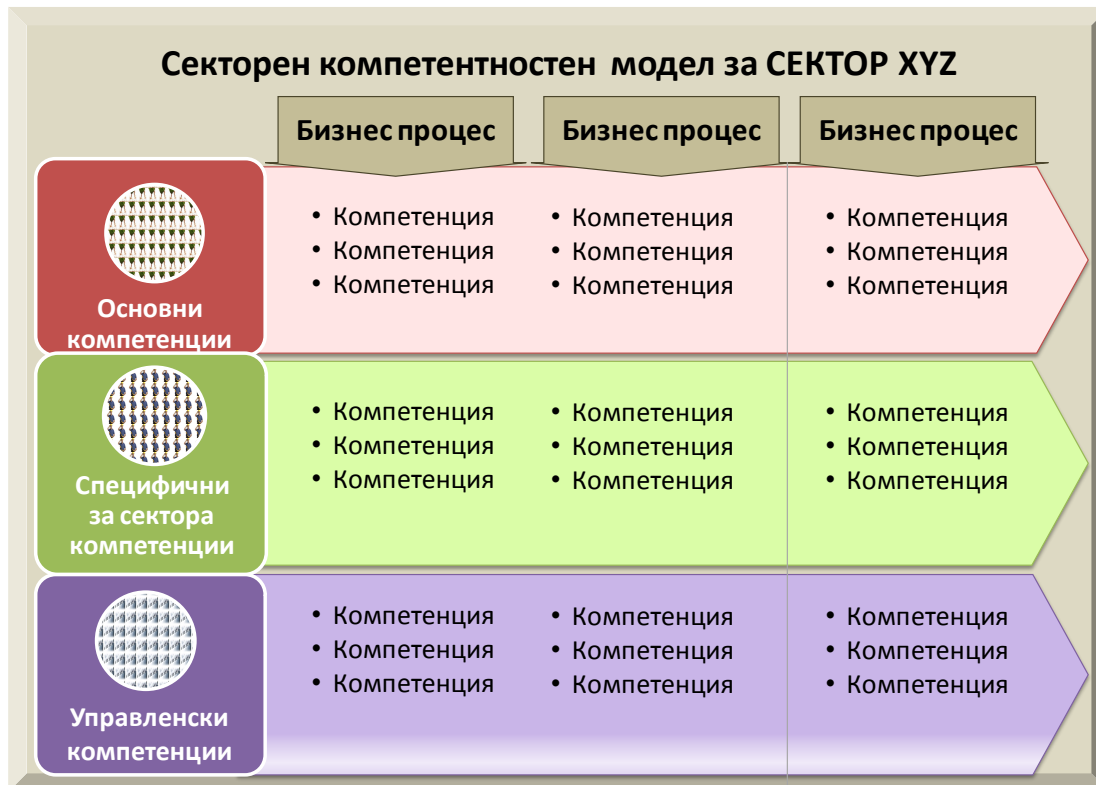 Секторен компетентностен модел за СЕКТОР XYZ
Бизнес процес
Бизнес процес
Бизнес процес
Основни
компетенции
• Компетенция
• Компетенция
• Компетенция
• Компетенция
• Компетенция
• Компетенция
• Компетенция
• Компетенция
• Компетенция
Специфични
за сектора
компетенции
• Компетенция
• Компетенция
• Компетенция
• Компетенция
• Компетенция
• Компетенция
• Компетенция
• Компетенция
• Компетенция
Управленски
компетенции
• Компетенция
• Компетенция
• Компетенция
• Компетенция
• Компетенция
• Компетенция
• Компетенция
• Компетенция
• Компетенция